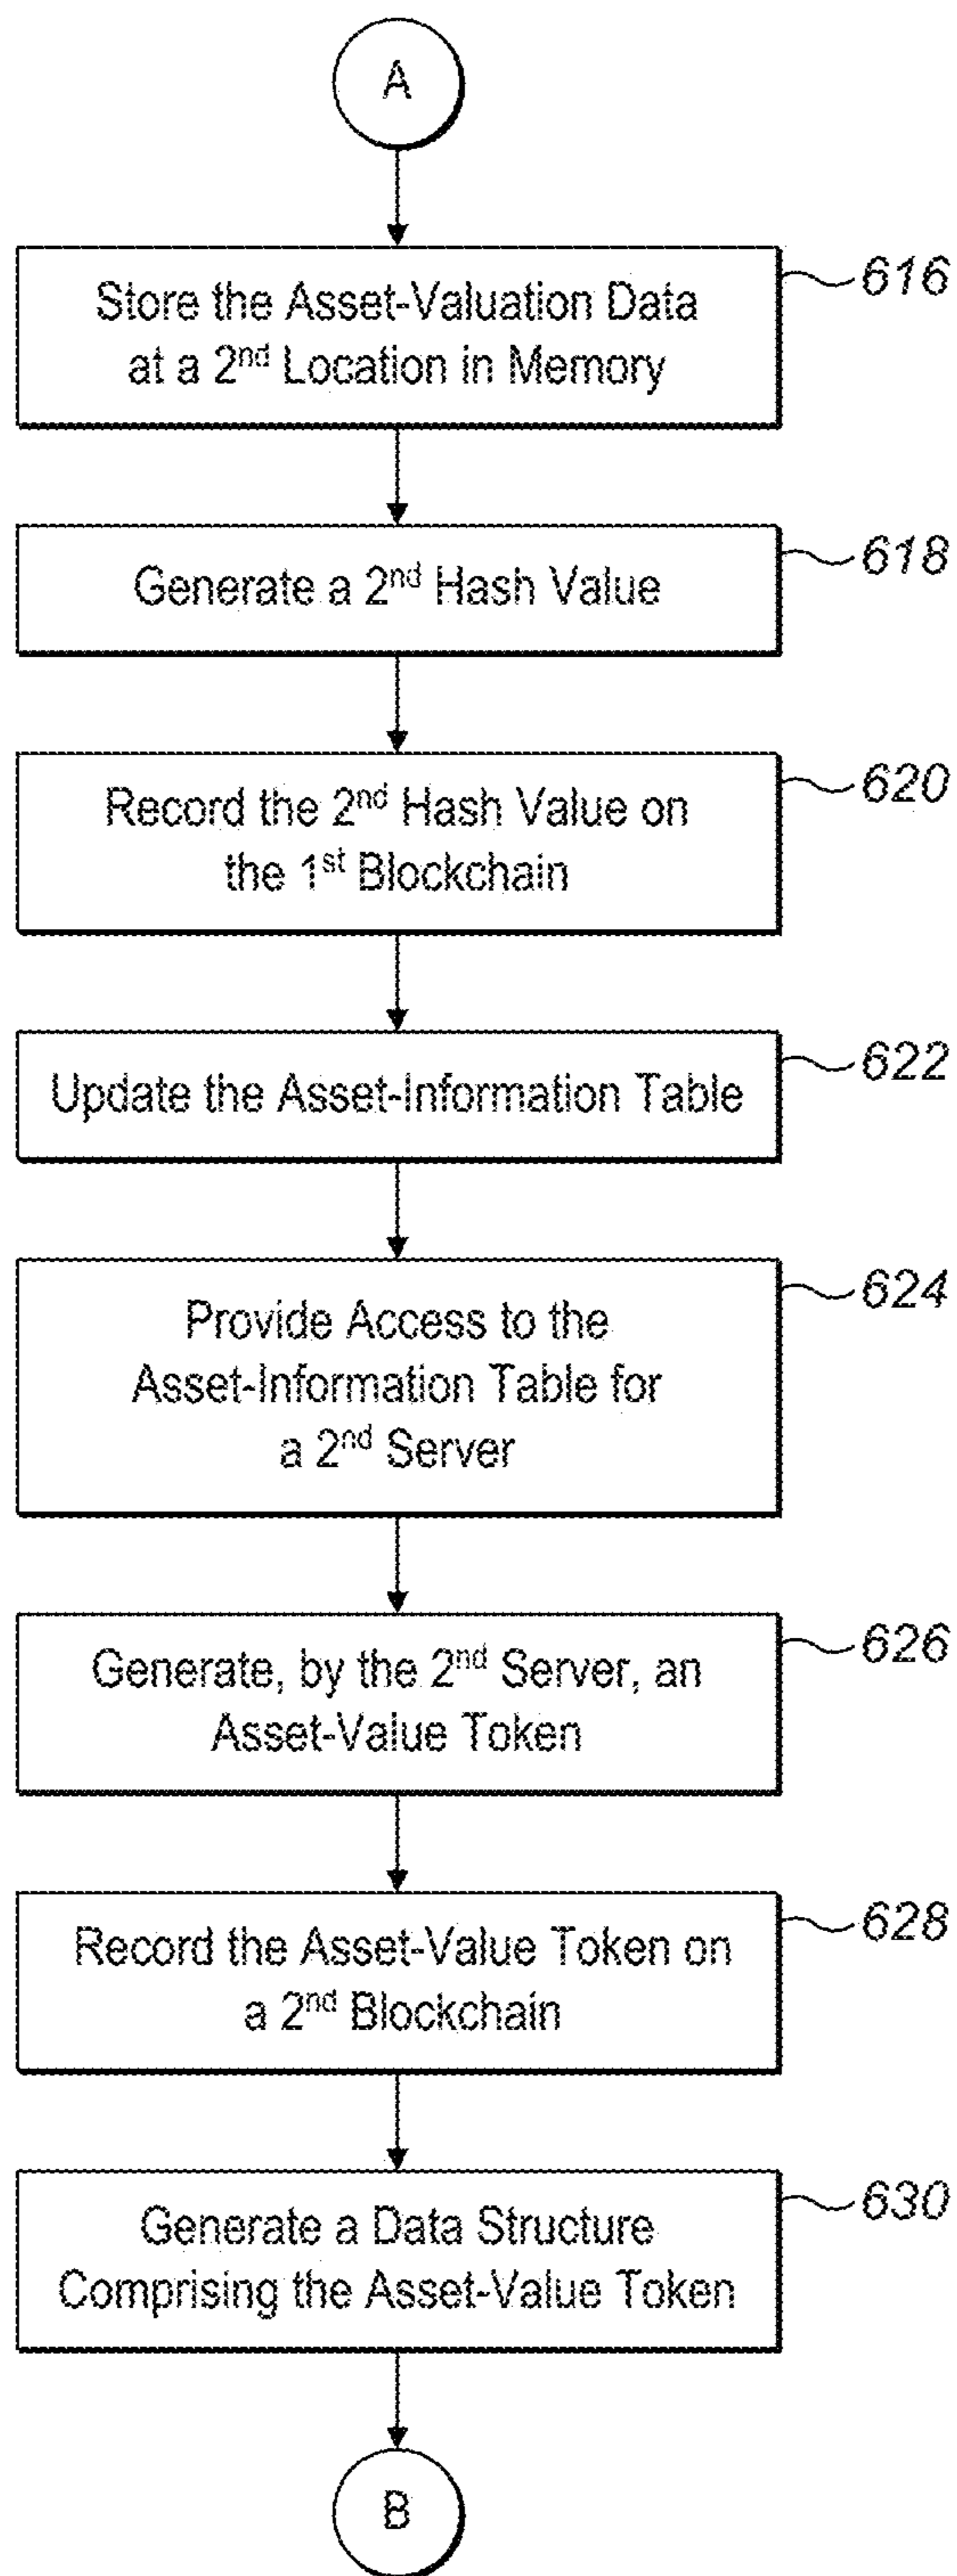 A
Store the Asset-Valuation Data
at a 2nd Location in Memory
616
Generate a 2nd Hash Value
618
Record the 2nd Hash Value on
the 1st Blockchain
620
Update the Asset-Information Table
622
Provide Access to the
Asset-Information Table for
a 2nd Server
624
Generate, by the 2nd Server, an
Asset-Value Token
626
Record the Asset-Value Token on
a 2nd Blockchain
628
Generate a Data Structure
Comprising the Asset-Value Token
630
B